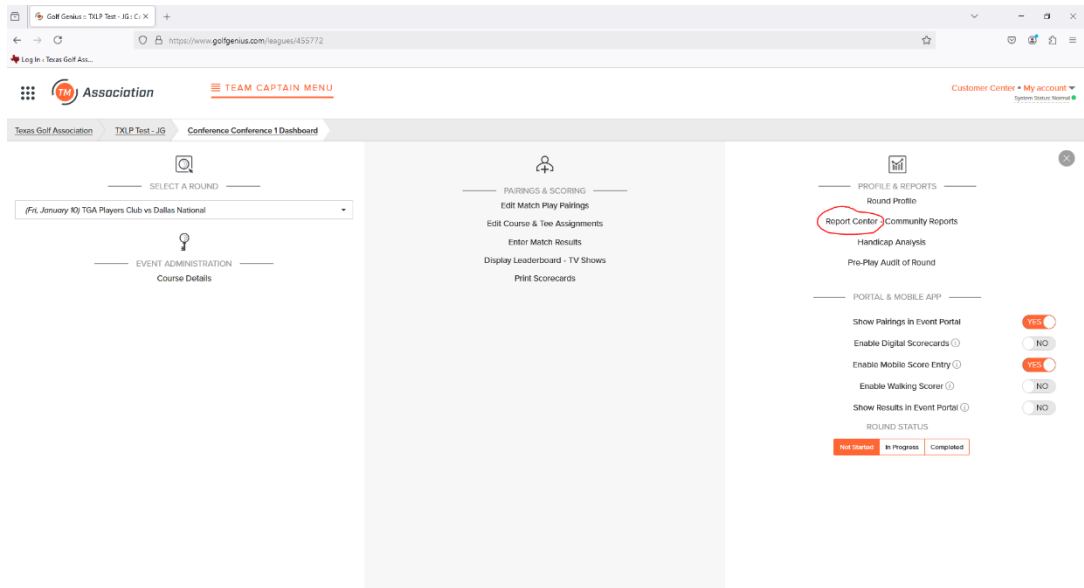 Golf Genius :: TXLP Test - JG : C
https://www.golfgenius.com/leagues/455772
Log In : Texas Golf Ass...
TM Association
TEAM CAPTAIN MENU
Customer Center • My account
System Status: Normal
Texas Golf Association
TXLP Test - JG
Conference Conference 1 Dashboard
SELECT A ROUND
(Fri, January 10) TGA Players Club vs Dallas National
EVENT ADMINISTRATION
Course Details
PAIRINGS & SCORING
Edit Match Play Pairings
Edit Course & Tee Assignments
Enter Match Results
Display Leaderboard - TV Shows
Print Scorecards
PROFILE & REPORTS
Round Profile
Report Center - Community Reports
Handicap Analysis
Pre-Play Audit of Round
PORTAL & MOBILE APP
Show Pairings in Event Portal YES
Enable Digital Scorecards NO
Enable Mobile Score Entry YES
Enable Walking Scorer NO
Show Results in Event Portal NO
ROUND STATUS
Not Started In Progress Completed